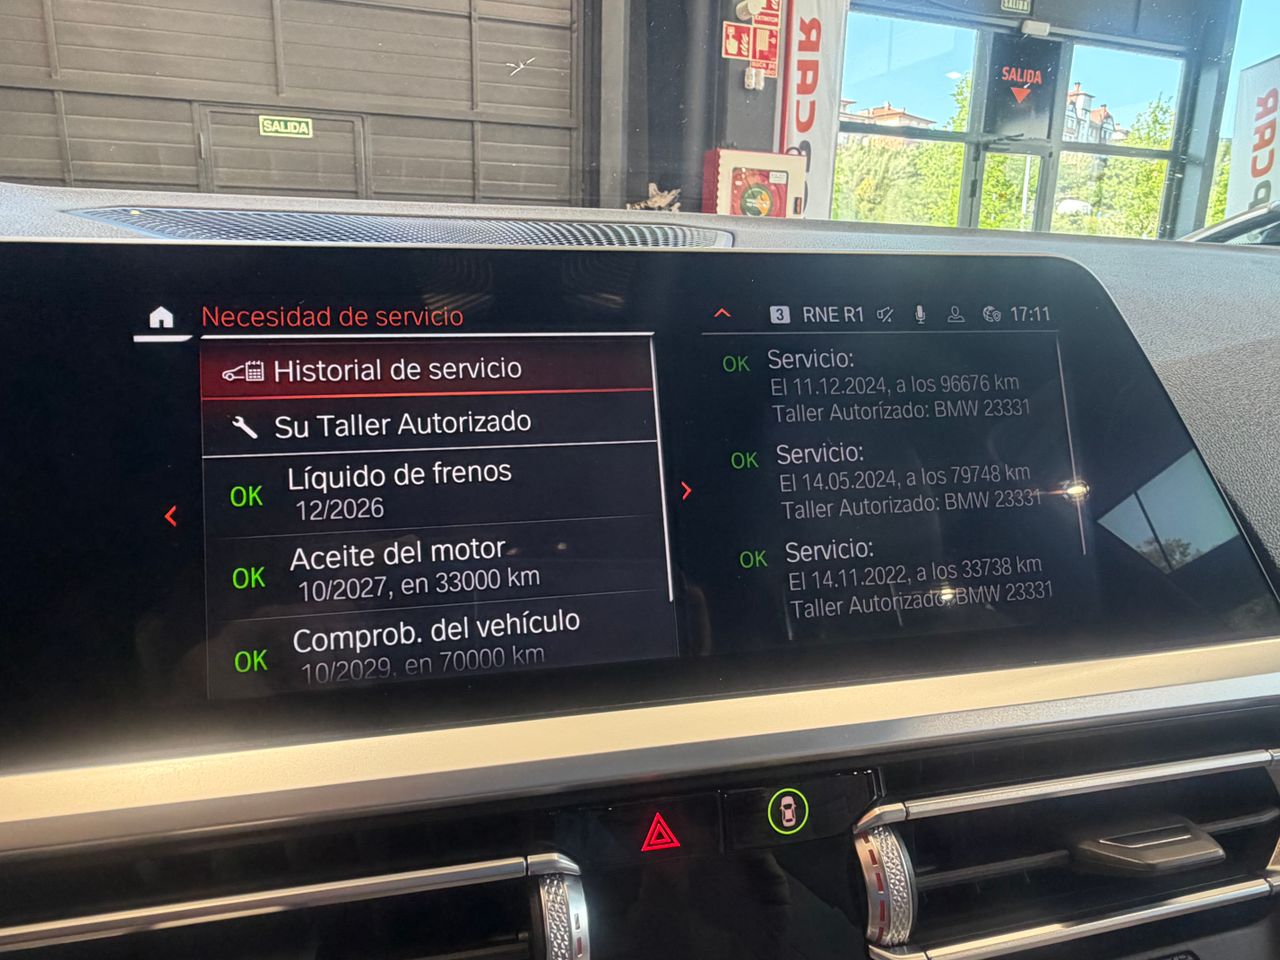 SALIDA
EXTINTOR
SALIDA
SALIDA
CAR
CAR
Necesidad de servicio
3 RNE R1 17:11
Historial de servicio
Su Taller Autorizado
OK Líquido de frenos
12/2026
OK Aceite del motor
10/2027, en 33000 km
OK Comprob. del vehículo
10/2029, en 70000 km
OK Servicio:
El 11.12.2024, a los 96676 km
Taller Autorizado: BMW 23331
OK Servicio:
El 14.05.2024, a los 79748 km
Taller Autorizado: BMW 23331
OK Servicio:
El 14.11.2022, a los 33738 km
Taller Autorizado: BMW 23331